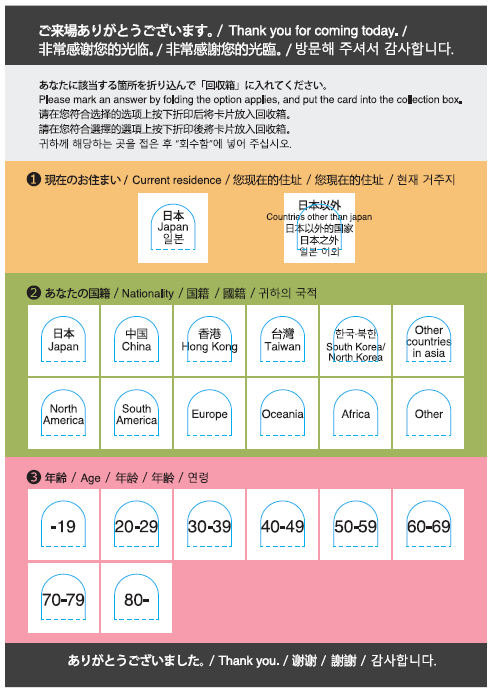 ご来場ありがとうございます。/ Thank you for coming today. /
非常感谢您的光临。/ 非常感謝您的光臨。/ 방문해 주셔서 감사합니다.
あなたに該当する箇所を折り込んで「回収箱」に入れてください。
Please mark an answer by folding the option applies, and put the card into the collection box.
请在您符合选择的选项上按下折印后将卡片放入回收箱。
請在您符合選擇的選項上按下折印後將卡片放入回收箱。
귀하께 해당하는 곳을 접은 후 "회수함"에 넣어 주십시오.
❶ 現在のお住まい / Current residence / 您现在的住址 / 您現在的住址 / 현재 거주지
日本
Japan
일본
日本以外
Countries other than japan
日本以外的国家
日本之外
일본 이외
❷ あなたの国籍 / Nationality / 国籍 / 國籍 / 귀하의 국적
日本
Japan
中国
China
香港
Hong Kong
台灣
Taiwan
한국·북한
South Korea/
North Korea
Other
countries
in asia
North
America
South
America
Europe
Oceania
Africa
Other
❸ 年齢 / Age / 年龄 / 年齡 / 연령
-19
20-29
30-39
40-49
50-59
60-69
70-79
80-
ありがとうございました。/ Thank you. / 谢谢 / 謝謝 / 감사합니다.